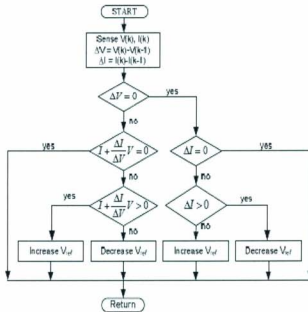 START
Sense V(k), I(k)
ΔV = V(k)-V(k-1)
ΔI = I(k)-I(k-1)
ΔV = 0
yes
no
I + ΔI/ΔV V = 0
yes
no
ΔI = 0
yes
no
I + ΔI/ΔV V > 0
yes
no
ΔI > 0
yes
no
Increase Vref
Decrease Vref
Increase Vref
Decrease Vref
Return